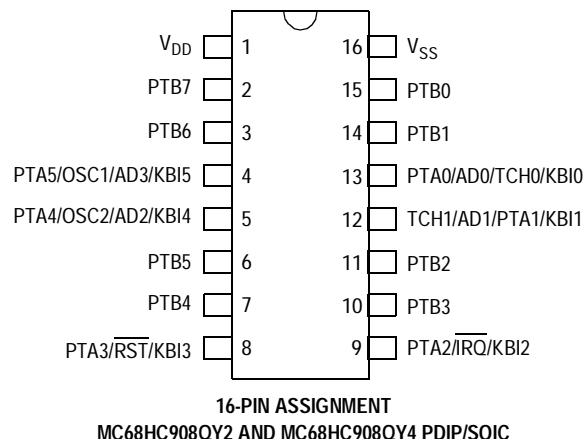 VDD 1 16 VSS
PTB7 2 15 PTB0
PTB6 3 14 PTB1
PTA5/OSC1/AD3/KBI5 4 13 PTA0/AD0/TCH0/KBI0
PTA4/OSC2/AD2/KBI4 5 12 TCH1/AD1/PTA1/KBI1
PTB5 6 11 PTB2
PTB4 7 10 PTB3
PTA3/RST/KBI3 8 9 PTA2/IRQ/KBI2
16-PIN ASSIGNMENT
MC68HC908QY2 AND MC68HC908QY4 PDIP/SOIC